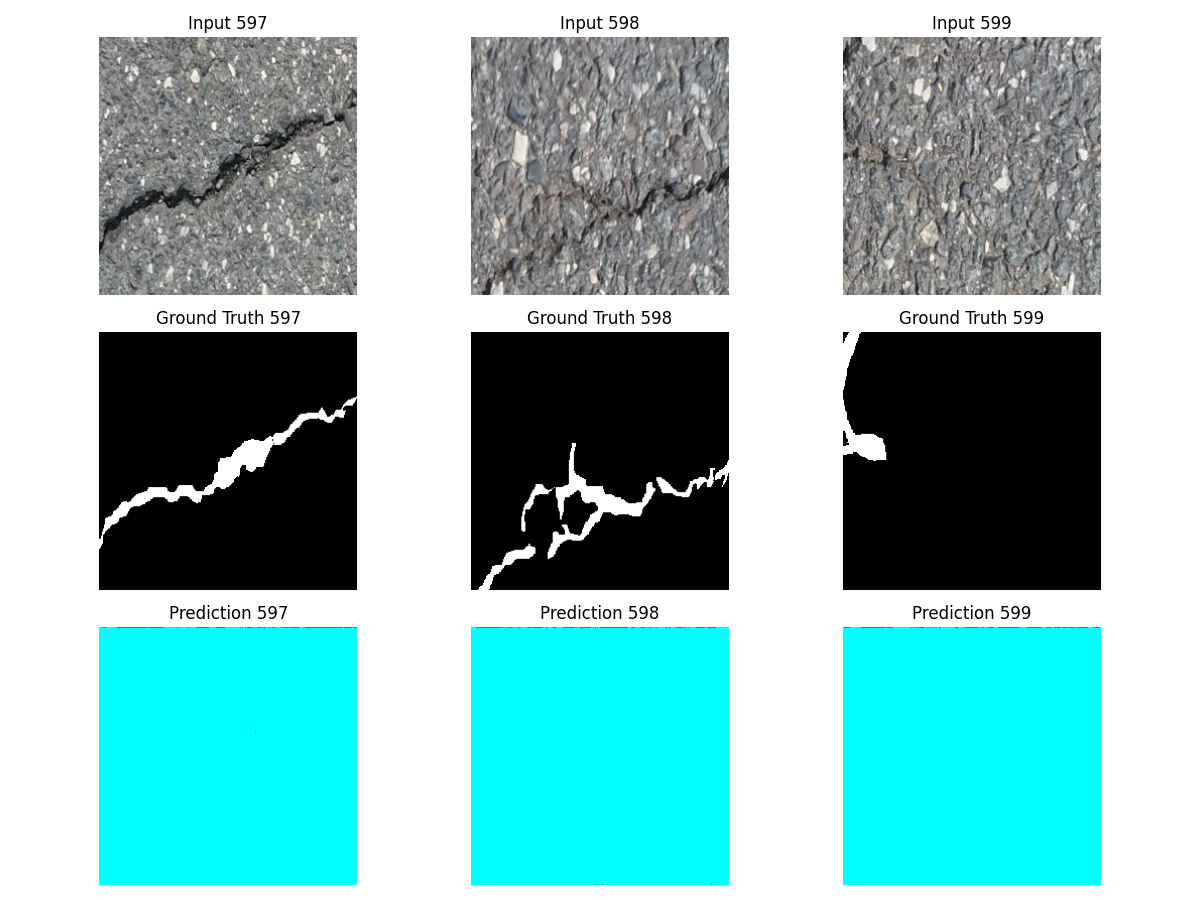 Input 597
Input 598
Input 599
Ground Truth 597
Ground Truth 598
Ground Truth 599
Prediction 597
Prediction 598
Prediction 599